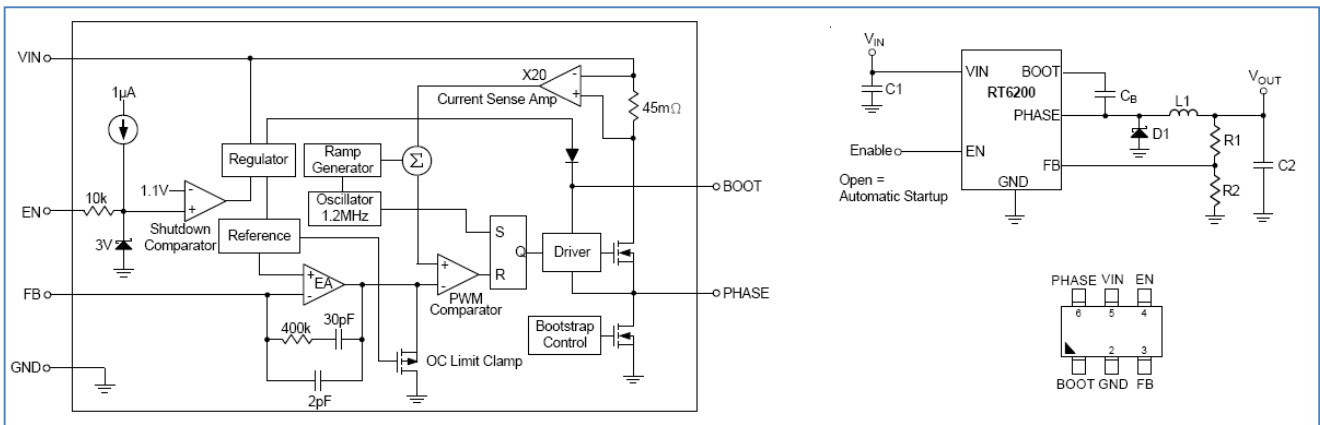 VIN
1µA
X20
Current Sense Amp
-
+
45mΩ
Regulator
Ramp
Generator
Σ
1.1V
-
+
10k
EN
Shutdown
Comparator
3V
Oscillator
1.2MHz
Reference
BOOT
S
Q
R
Driver
+
EA
-
+
-
PWM
Comparator
FB
PHASE
400k
30pF
2pF
OC Limit Clamp
Bootstrap
Control
GND
VIN
VIN
BOOT
RT6200
C1
CB
VOUT
PHASE
L1
D1
R1
Enable
EN
FB
C2
Open =
Automatic Startup
GND
R2
PHASE VIN EN
6 5 4
2 3
BOOT GND FB